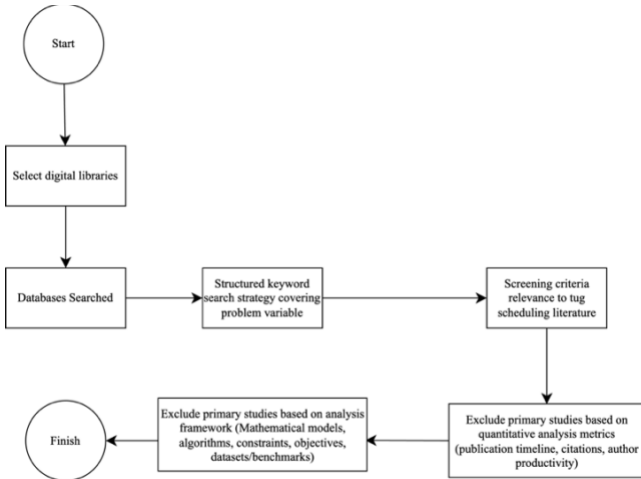 Start
Select digital libraries
Databases Searched
Structured keyword
search strategy covering
problem variable
Screening criteria
relevance to tug
scheduling literature
Exclude primary studies based on
quantitative analysis metrics
(publication timeline, citations, author
productivity)
Exclude primary studies based on analysis
framework (Mathematical models,
algorithms, constraints, objectives,
datasets/benchmarks)
Finish